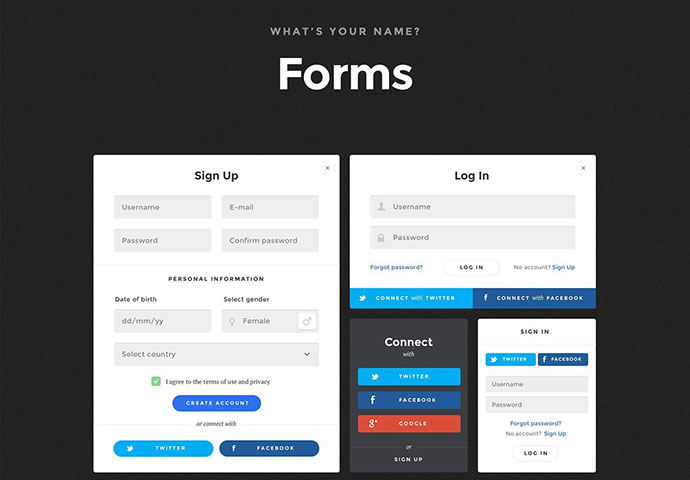 WHAT'S YOUR NAME?
Forms
×
Sign Up
Username
E-mail
Password
Confirm password
PERSONAL INFORMATION
Date of birth
Select gender
dd/mm/yy
Female
Select country
I agree to the terms of use and privacy
CREATE ACCOUNT
or connect with
TWITTER
FACEBOOK
×
Log In
Username
Password
Forgot password?
LOG IN
No account? Sign Up
CONNECT with TWITTER
CONNECT with FACEBOOK
Connect
with
TWITTER
FACEBOOK
g+ GOOGLE
or
SIGN UP
SIGN IN
TWITTER
FACEBOOK
Username
Password
Forgot password?
No account? Sign Up
LOG IN